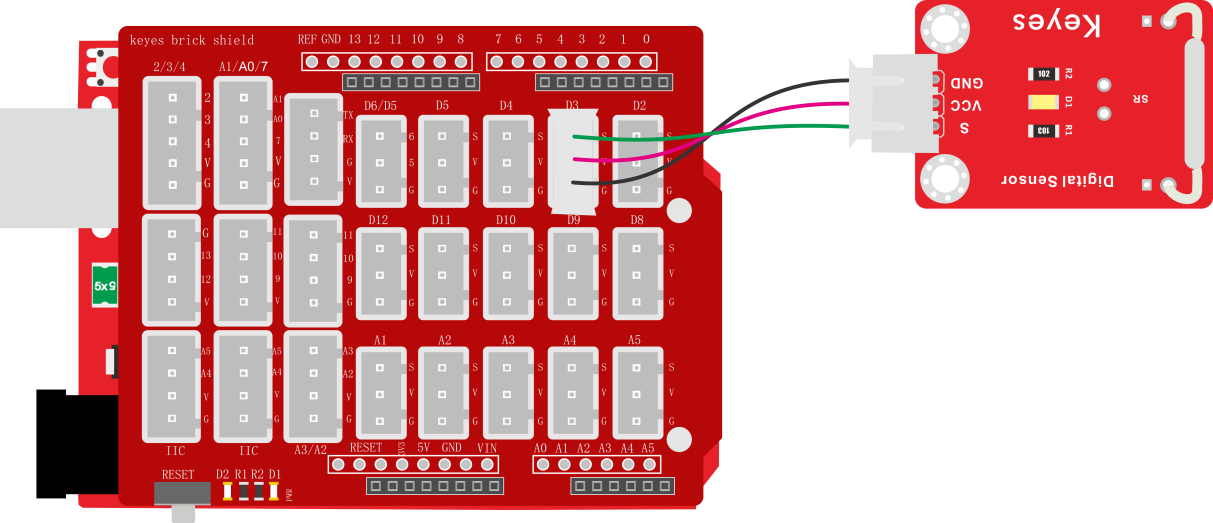 keyes brick shield
REF GND 13 12 11 10 9 8
7 6 5 4 3 2 1 0
2/3/4
A1/A0/7
2
3
4
V
G
A1
A0
7
V
G
TX
RX
G
V
D6/D5
D5
D4
D3
D2
6
5
G
S
V
G
S
V
G
S
V
G
S
V
G
D12
D11
D10
D9
D8
G
13
12
V
11
10
9
V
11
10
9
G
S
V
G
S
V
G
S
V
G
S
V
G
S
V
G
A1
A2
A3
A4
A5
A5
A4
V
G
A5
A4
V
G
A3
A2
V
G
S
V
G
S
V
G
S
V
G
S
V
G
S
V
G
IIC
IIC
A3/A2
RESET 3V3 5V GND VIN
A0 A1 A2 A3 A4 A5
RESET
D2 R1 R2 D1
PWR
5x9
Keyes
GND
VCC
S
102
R2
D1
103
R1
SR
Digital Sensor